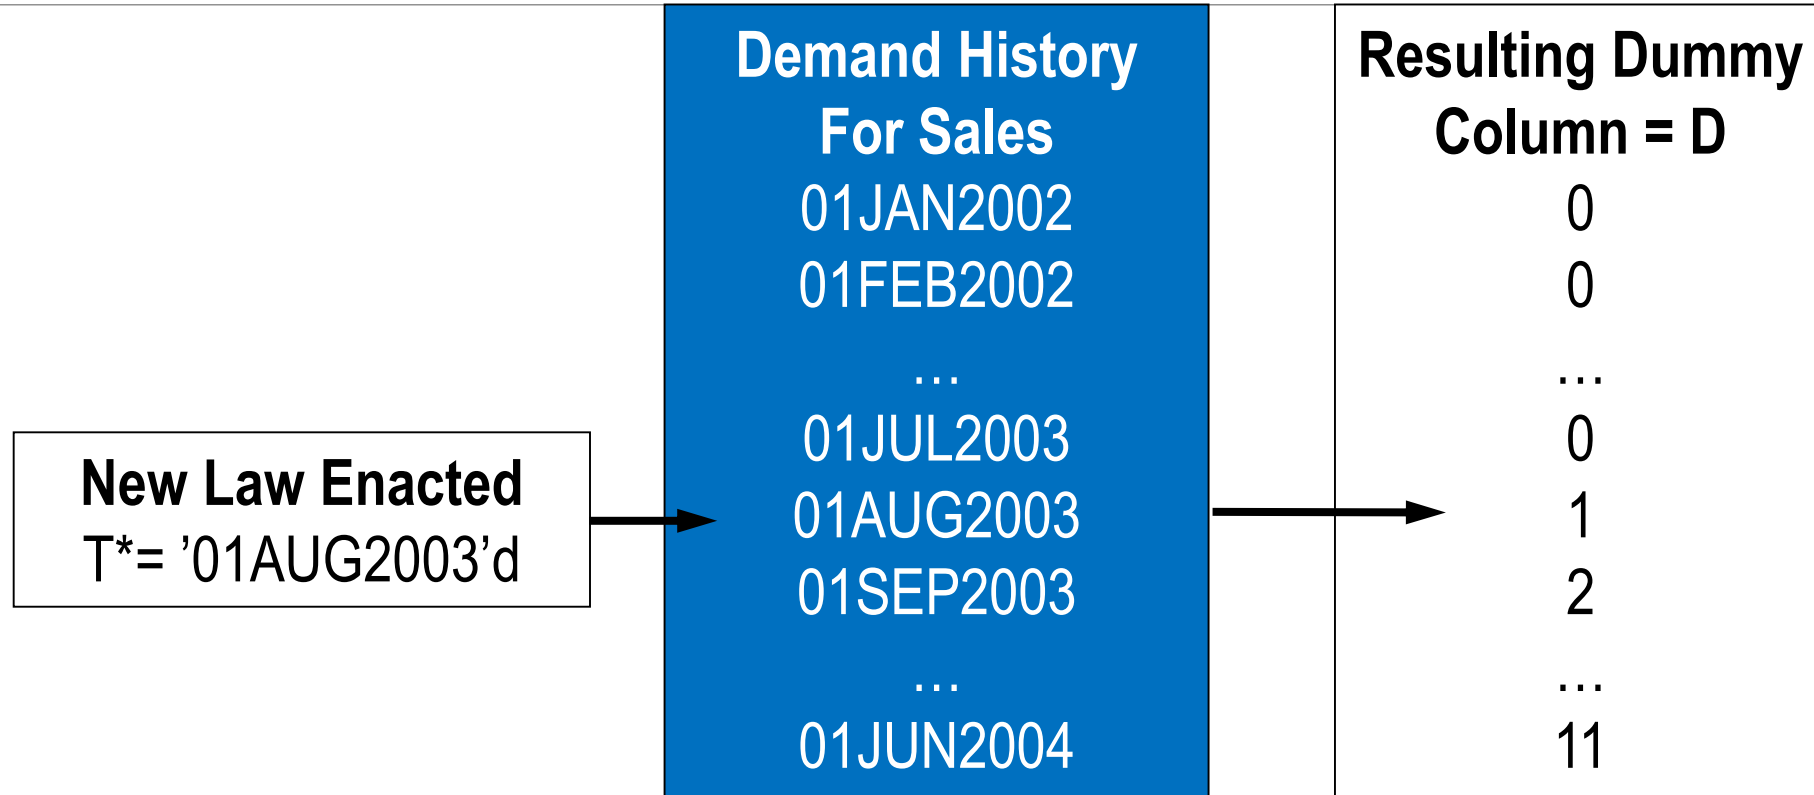 New Law Enacted
T*= ’01AUG2003’d
Demand History
For Sales
01JAN2002
01FEB2002
…
01JUL2003
01AUG2003
01SEP2003
…
01JUN2004
Resulting Dummy
Column = D
0
0
…
0
1
2
…
11